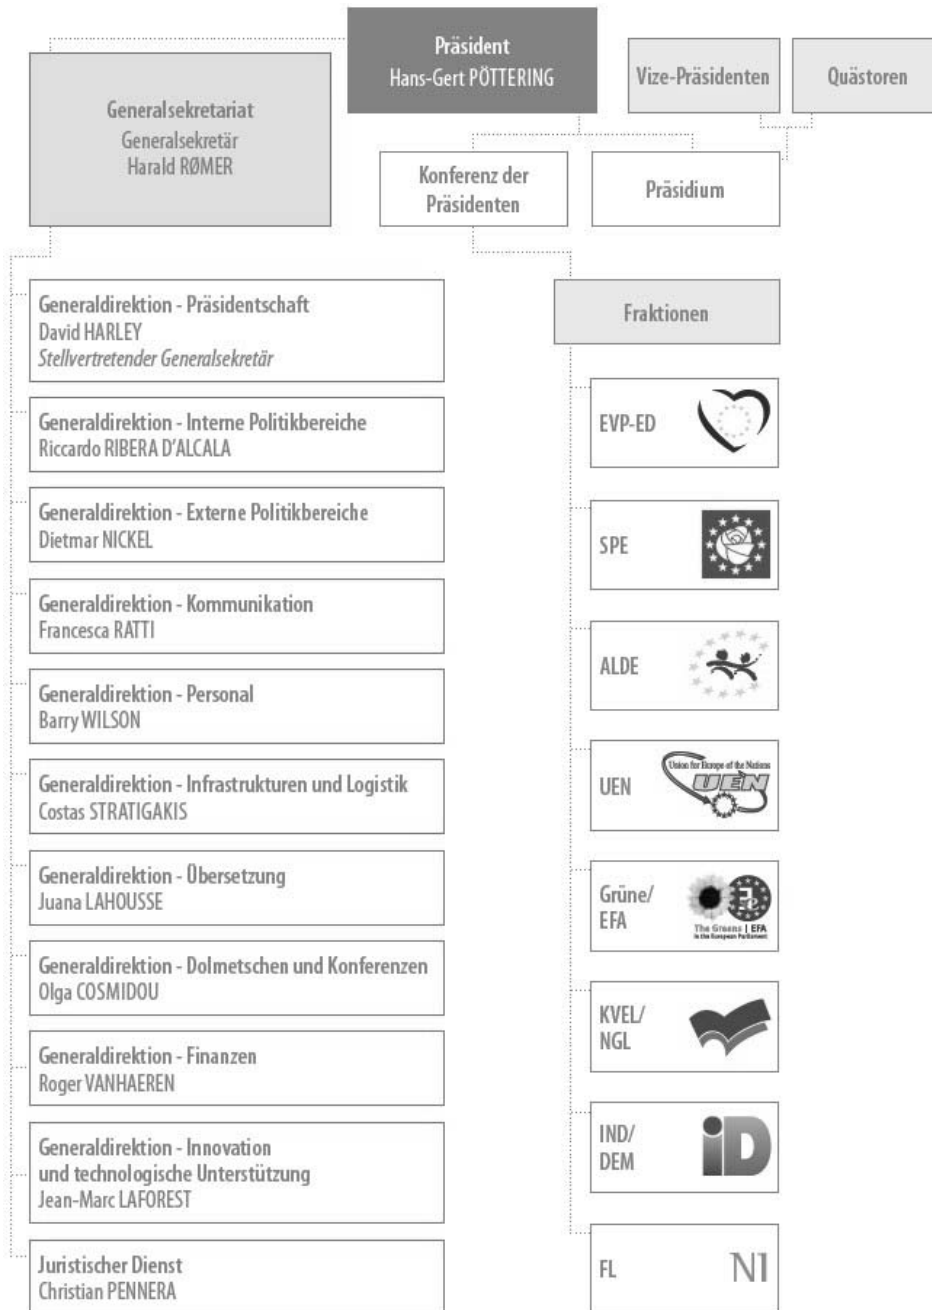 Präsident
Hans-Gert PÖTTERING
Generalsekretariat
Generalsekretär
Harald RØMER
Vize-Präsidenten
Quästoren
Konferenz der
Präsidenten
Präsidium
Generaldirektion - Präsidentschaft
David HARLEY
Stellvertretender Generalsekretär
Generaldirektion - Interne Politikbereiche
Riccardo RIBERA D'ALCALA
Generaldirektion - Externe Politikbereiche
Dietmar NICKEL
Generaldirektion - Kommunikation
Francesca RATTI
Generaldirektion - Personal
Barry WILSON
Generaldirektion - Infrastrukturen und Logistik
Costas STRATIGAKIS
Generaldirektion - Übersetzung
Juana LAHOUSSE
Generaldirektion - Dolmetschen und Konferenzen
Olga COSMIDOU
Generaldirektion - Finanzen
Roger VANHAEREN
Generaldirektion - Innovation
und technologische Unterstützung
Jean-Marc LAFOREST
Juristischer Dienst
Christian PENNERA
Fraktionen
EVP-ED
SPE
ALDE
UEN
Union for Europe of the Nations
UEN
Grüne/
EFA
The Greens | EFA
in the European Parliament
KVEL/
NGL
IND/
DEM
iD
FL
NI